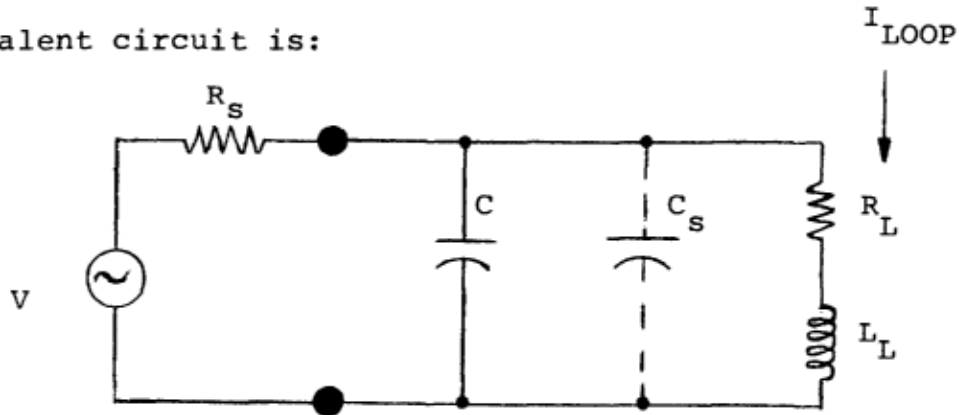 alent circuit is:
I_LOOP
R_s
C
C_s
R_L
V
L_L